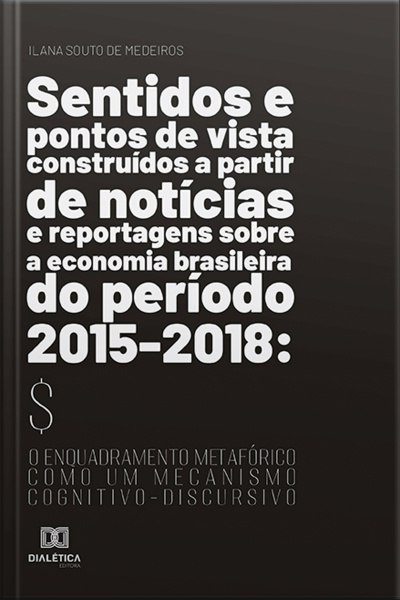 ILANA SOUTO DE MEDEIROS
Sentidos e
pontos de vista
construídos a partir
de notícias
e reportagens sobre
a economia brasileira
do período
2015-2018:
$
O ENQUADRAMENTO METAFÓRICO
COMO UM MECANISMO
COGNITIVO-DISCURSIVO
DIALÉTICA
EDITORA